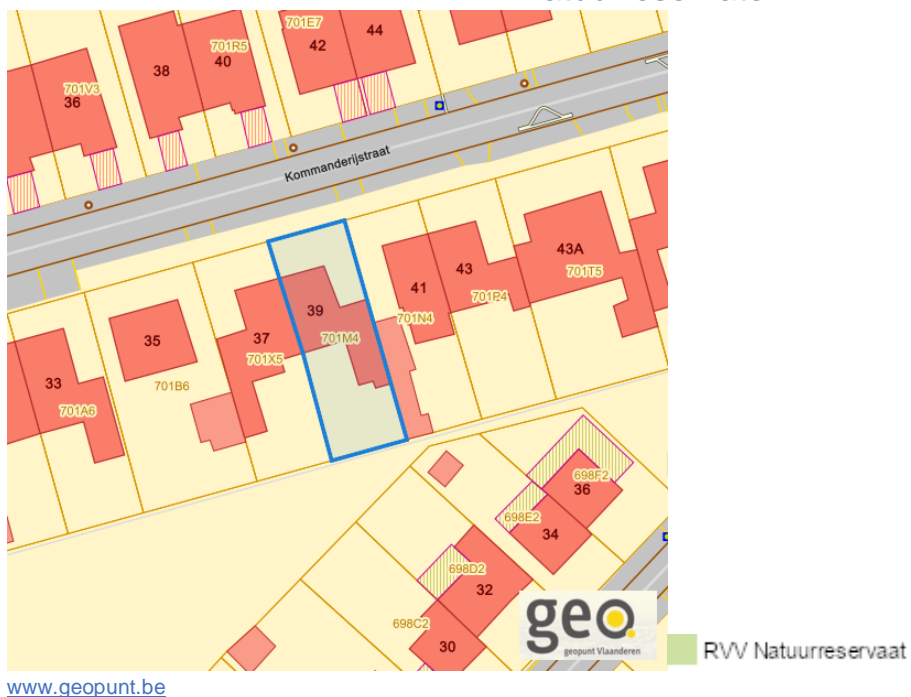 701E7
44
42
701R5
40
38
701V3
36
Kommanderijstraat
43A
701T5
43
701P4
41
701N4
39
701M4
37
701X5
35
701B6
33
701A6
698F2
36
698E2
34
698D2
32
698C2
30
geo.
geopunt Vlaanderen
RVV Natuurreservaat
www.geopunt.be